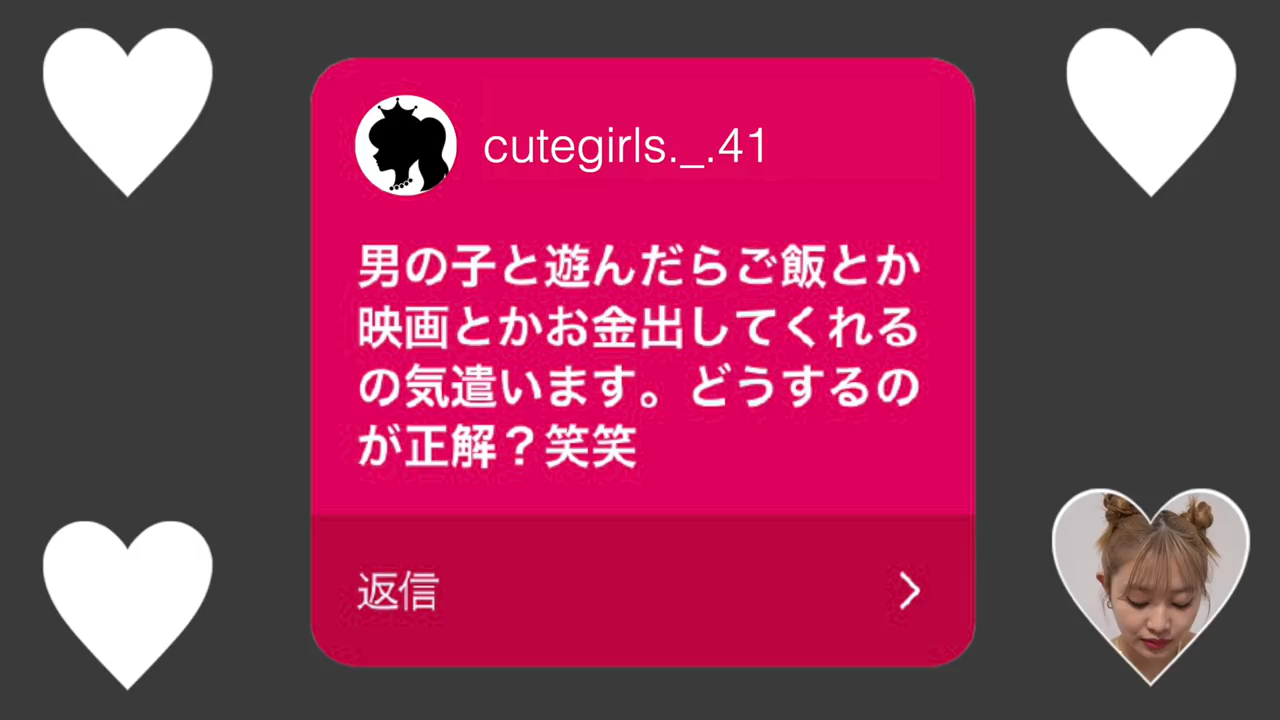 cutegirls._.41
男の子と遊んだらご飯とか
映画とかお金出してくれる
の気遣います。どうするの
が正解？笑笑
返信